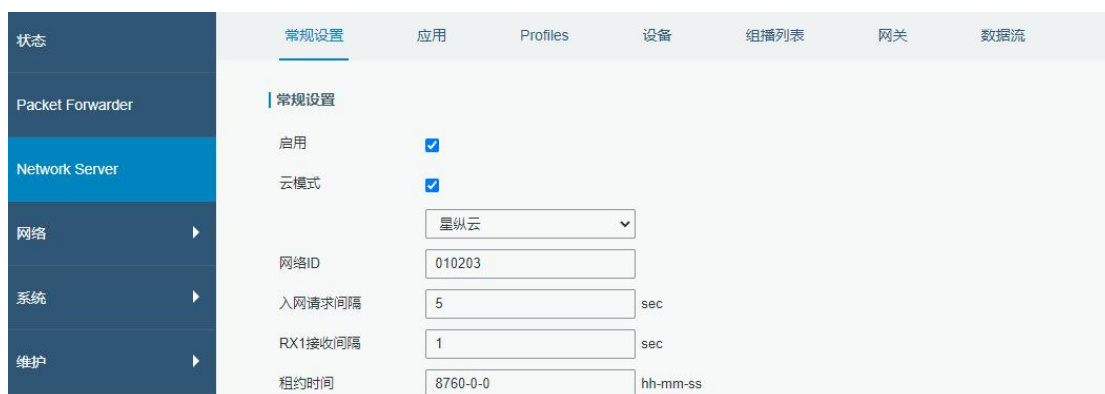 状态
Packet Forwarder
Network Server
网络
系统
维护
常规设置 应用 Profiles 设备 组播列表 网关 数据流
常规设置
启用
云模式
星纵云
网络ID 010203
入网请求间隔 5 sec
RX1接收间隔 1 sec
租约时间 8760-0-0 hh-mm-ss